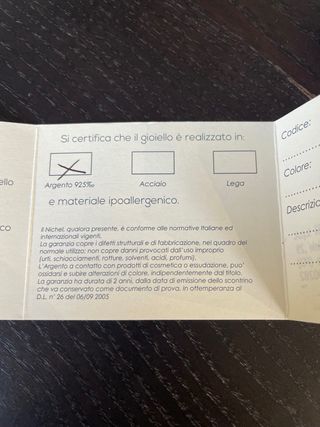 Si certifica che il gioiello è realizzato in:
Argento 925‰ Acciaio Lega
e materiale ipoallergenico.
Il Nichel, qualora presente, è conforme alle normative italiane ed
internazionali vigenti.
La garanzia copre i difetti strutturali e di fabbricazione, nel quadro del
normale utilizzo; non copre danni provocati dall'uso improprio
(urti, schiacciamenti, rotture, solventi, acidi, profumi).
L'Argento a contatto con prodotti di cosmetica o essudazione, puo'
ossidarsi e subire alterazioni di colore, indipendentemente dal titolo.
La garanzia ha durata di 2 anni, dalla data di emissione dello scontrino
che va conservato come documento di prova. In ottemperanza al
D.L. n° 26 del 06/09 2005
Codice:
Colore:
Descrizio
ello
co